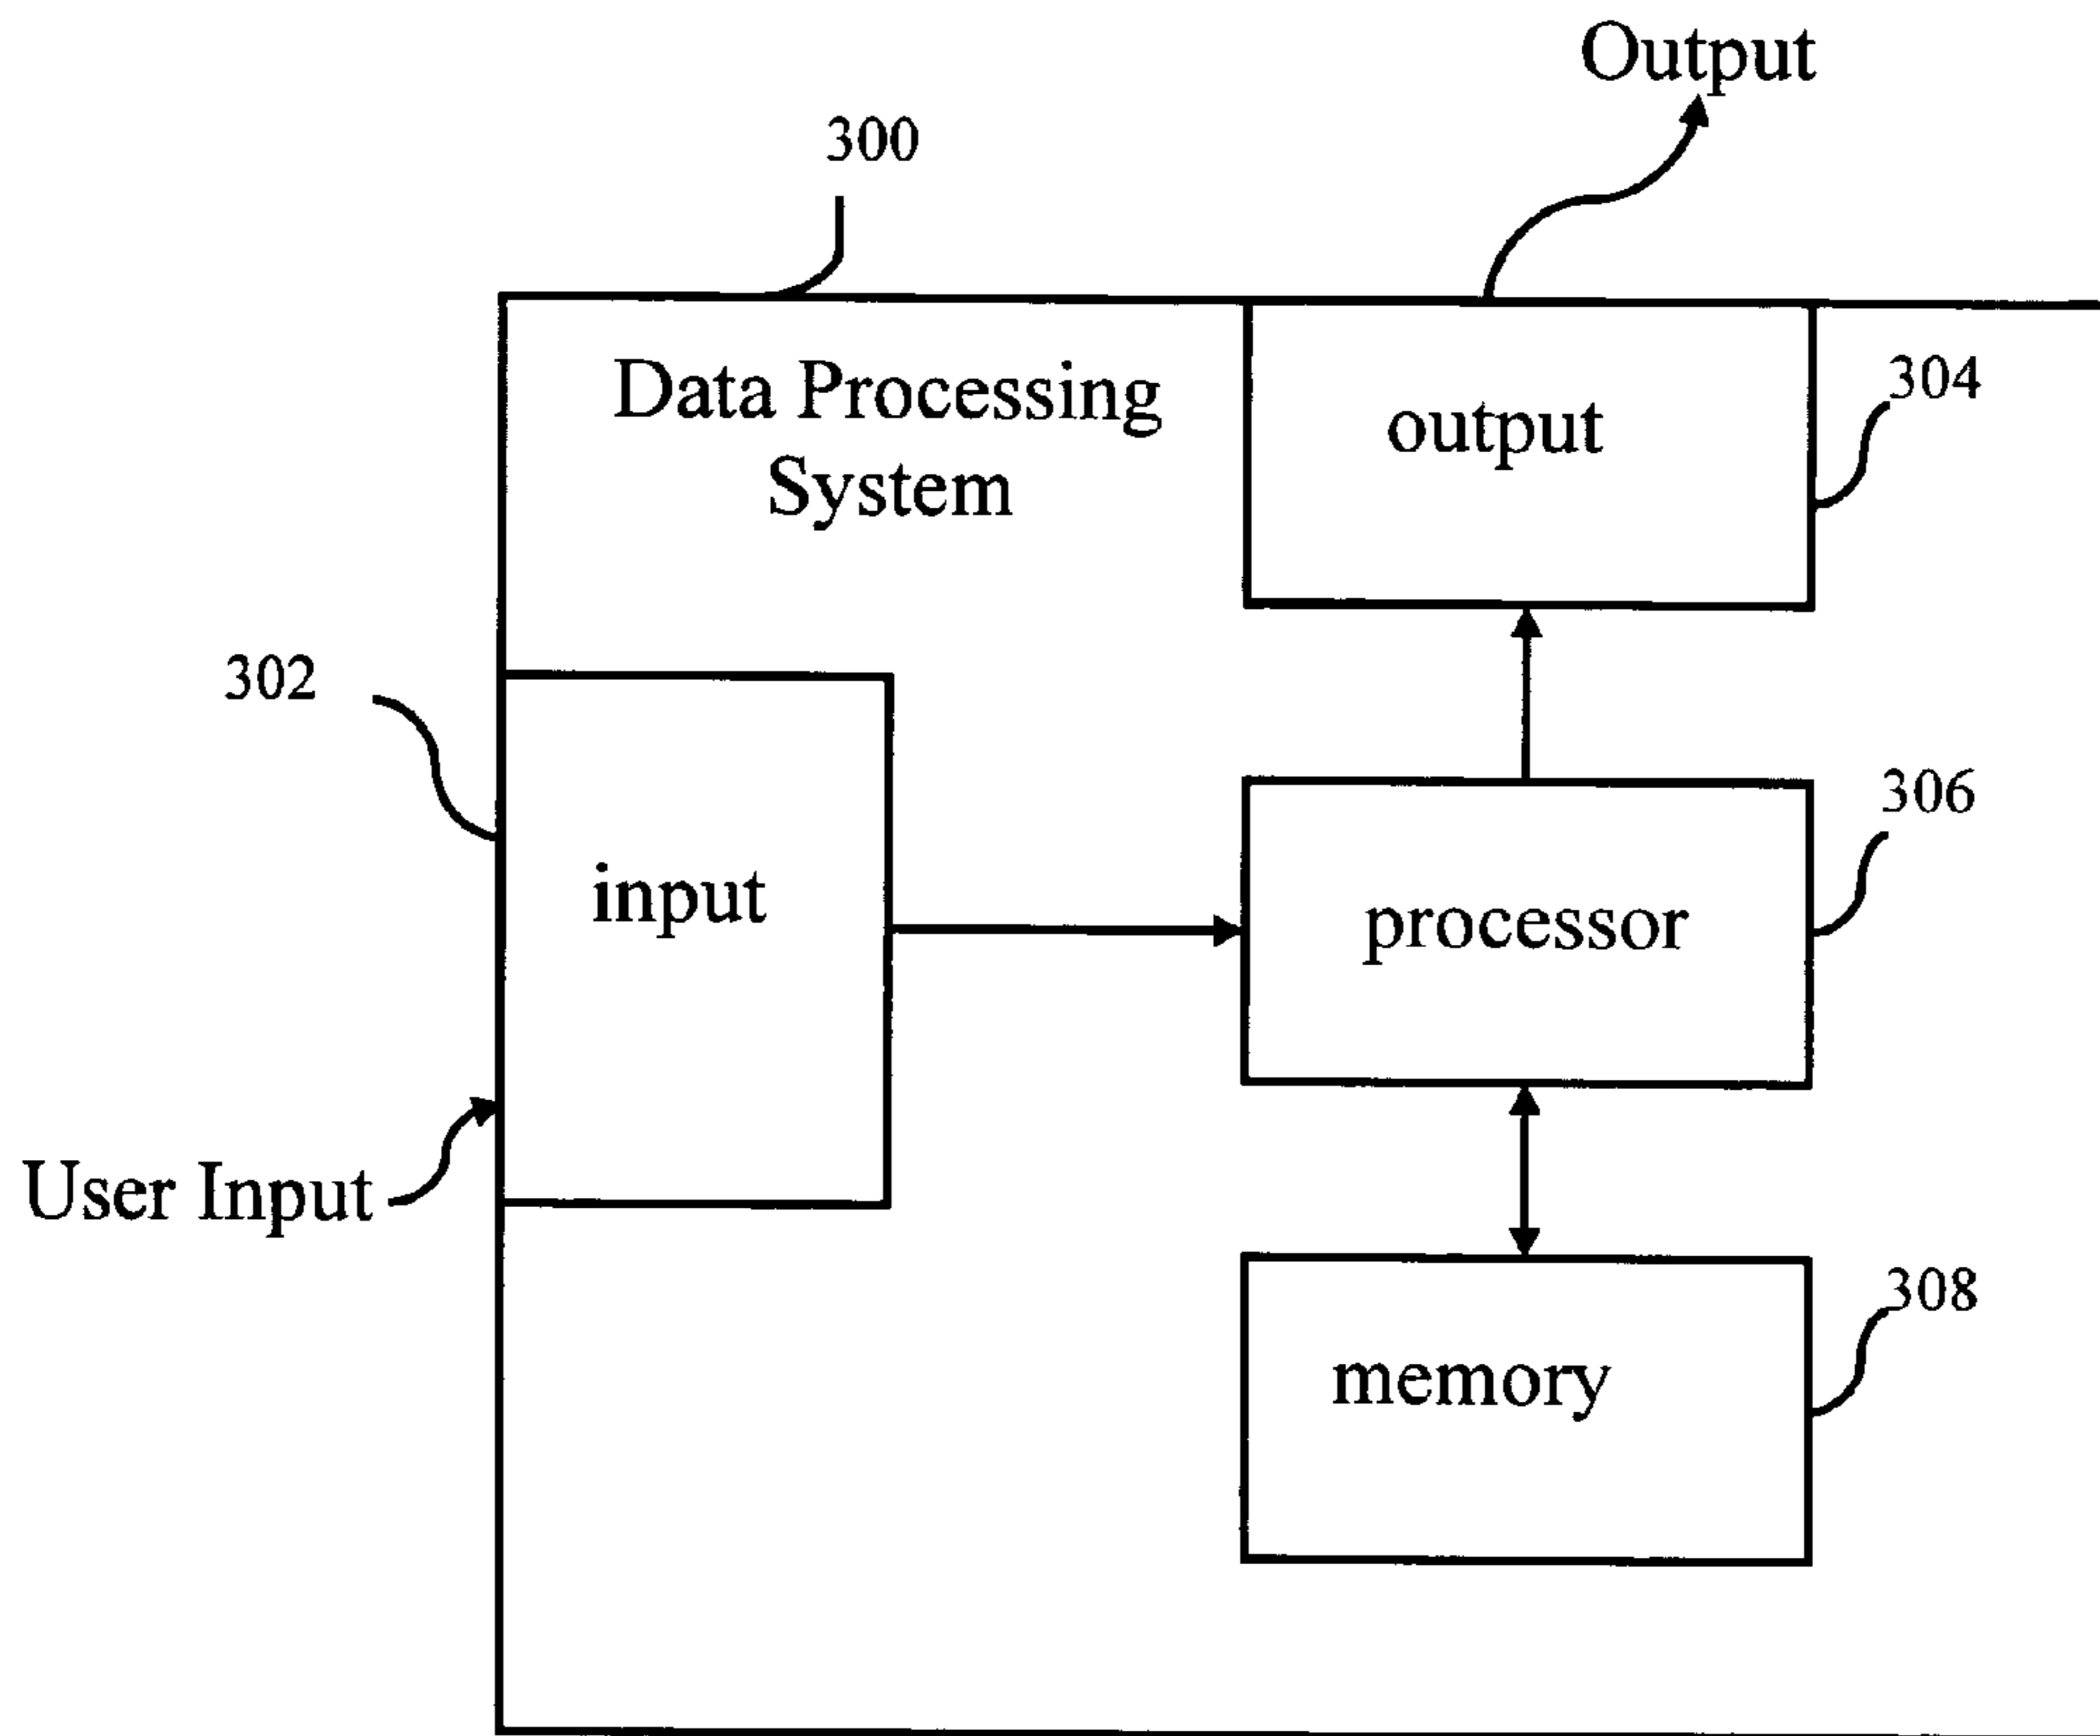 Output
300
Data Processing
System
output
304
302
input
processor
306
User Input
memory
308